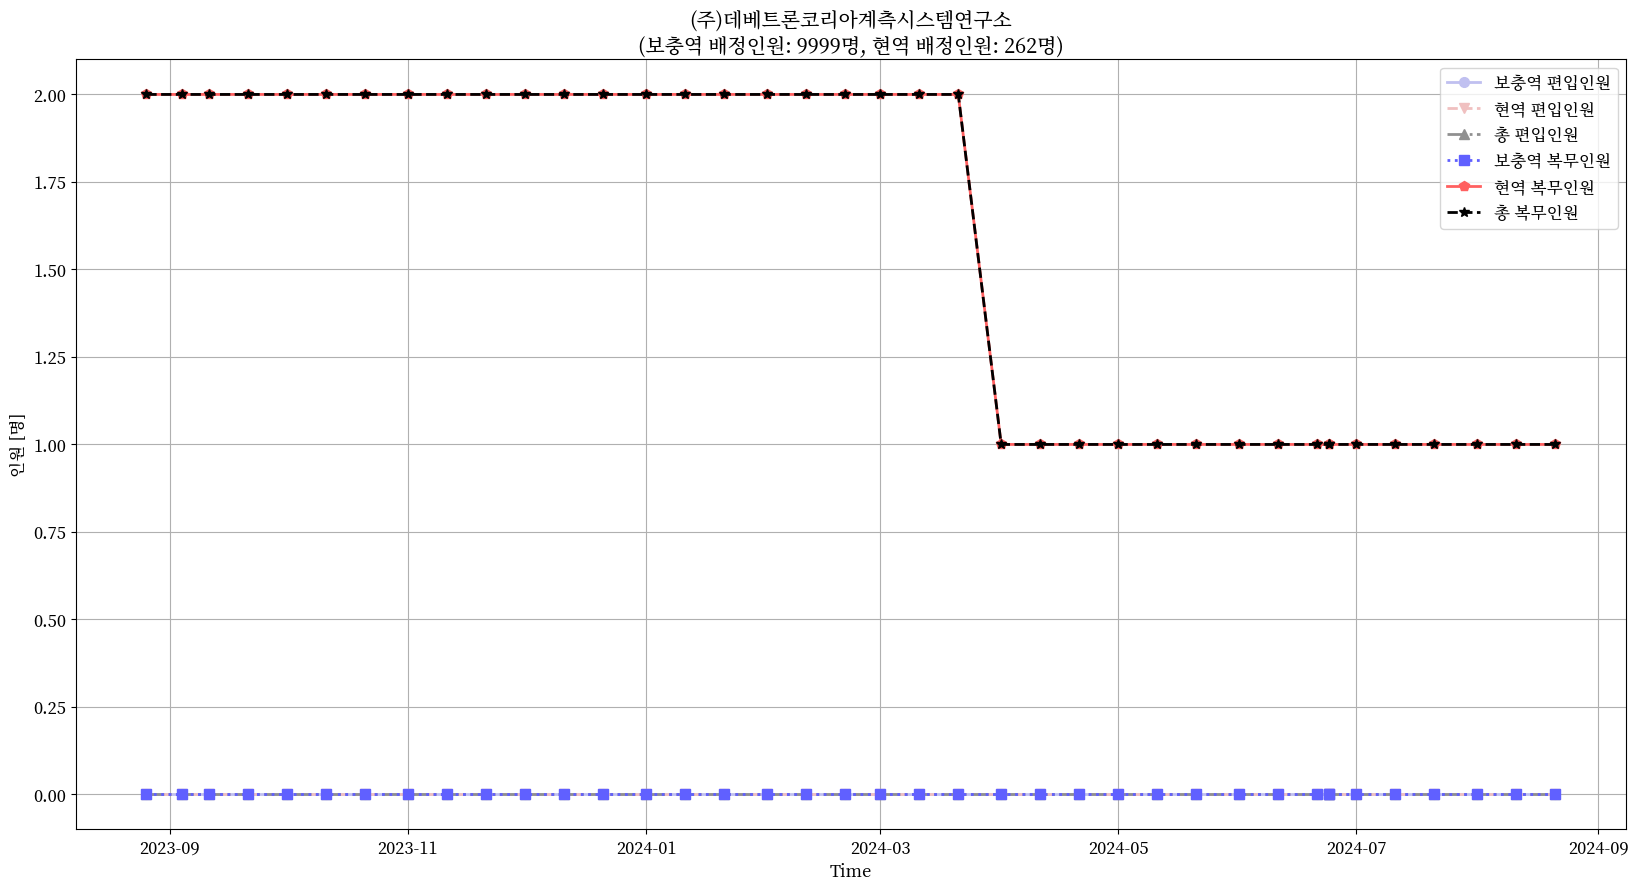 (주)데베트론코리아계측시스템연구소
(보충역 배정인원: 9999명, 현역 배정인원: 262명)
보충역 편입인원
현역 편입인원
총 편입인원
보충역 복무인원
현역 복무인원
총 복무인원
2.00
1.75
1.50
1.25
1.00
0.75
0.50
0.25
0.00
인원 [명]
2023-09 2023-11 2024-01 2024-03 2024-05 2024-07 2024-09
Time